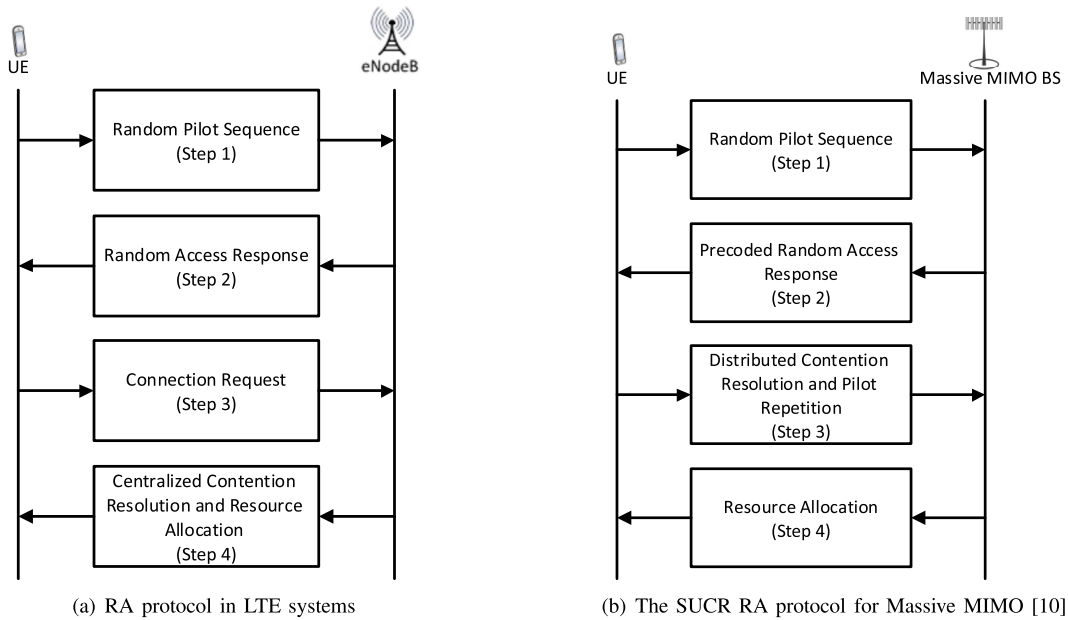 UE
eNodeB
Random Pilot Sequence
(Step 1)
Random Access Response
(Step 2)
Connection Request
(Step 3)
Centralized Contention
Resolution and Resource
Allocation
(Step 4)
(a) RA protocol in LTE systems
UE
Massive MIMO BS
Random Pilot Sequence
(Step 1)
Precoded Random Access
Response
(Step 2)
Distributed Contention
Resolution and Pilot
Repetition
(Step 3)
Resource Allocation
(Step 4)
(b) The SUCR RA protocol for Massive MIMO [10]